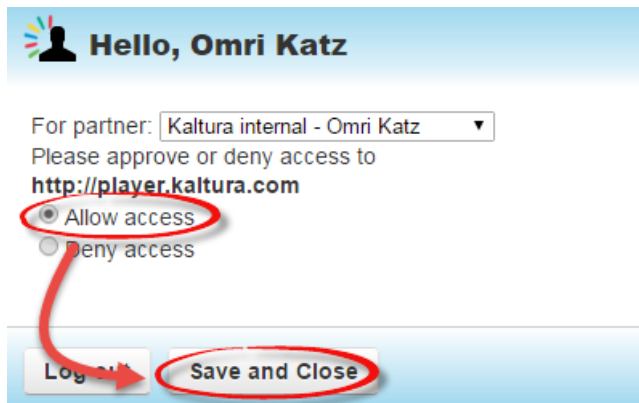 Hello, Omri Katz
For partner: Kaltura internal - Omri Katz
Please approve or deny access to
http://player.kaltura.com
Allow access
Deny access
Log out Save and Close